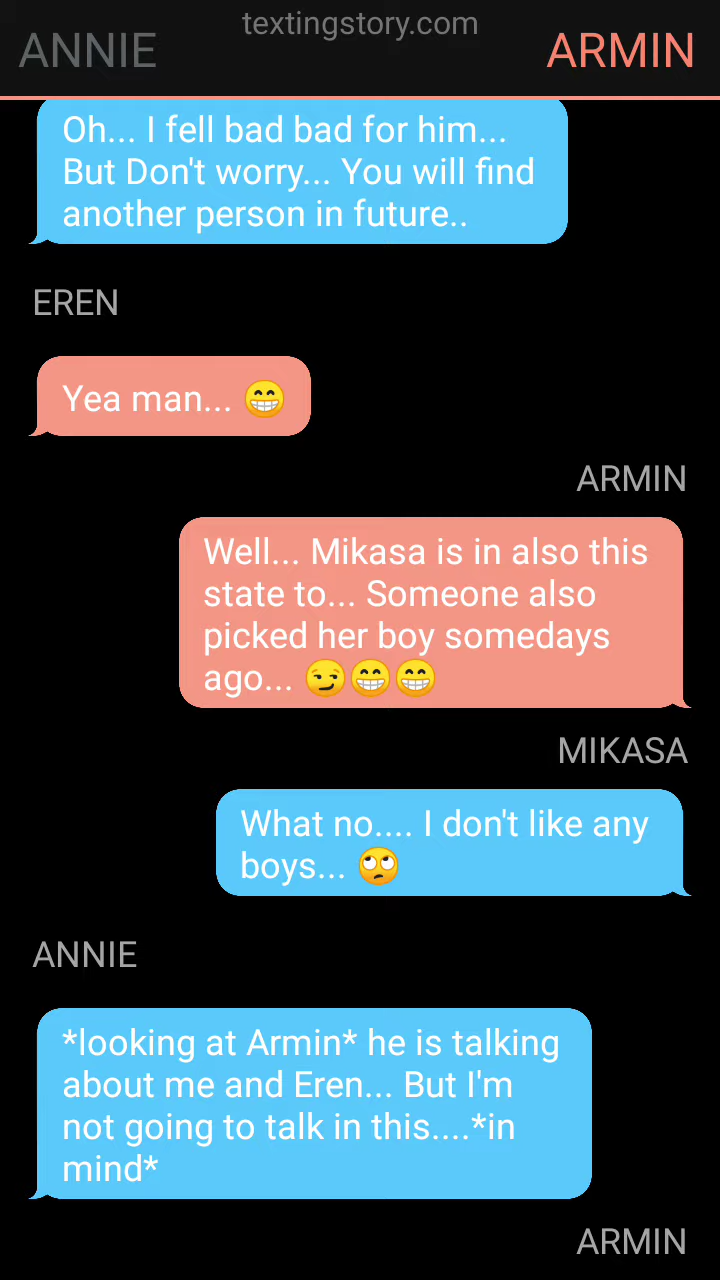 textingstory.com
ANNIE
ARMIN
Oh... I fell bad bad for him...
But Don't worry... You will find
another person in future..
EREN
Yea man... 😁
ARMIN
Well... Mikasa is in also this
state to... Someone also
picked her boy somedays
ago... 😏😁😁
MIKASA
What no.... I don't like any
boys... 🙄
ANNIE
*looking at Armin* he is talking
about me and Eren... But I'm
not going to talk in this....*in
mind*
ARMIN